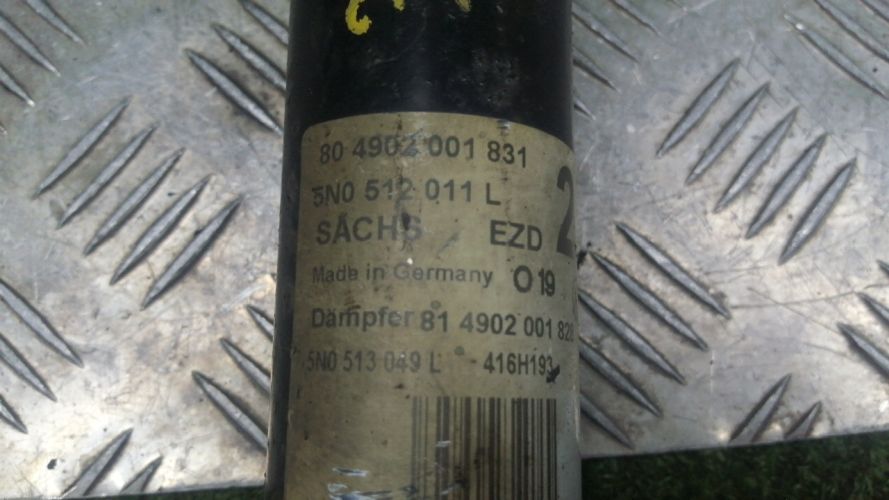 80 4902 001 831
5N0 512 011 L
SACHS EZD 2
Made in Germany O 19
Dämpfer 81 4902 001 828
5N0 513 049 L 416H193